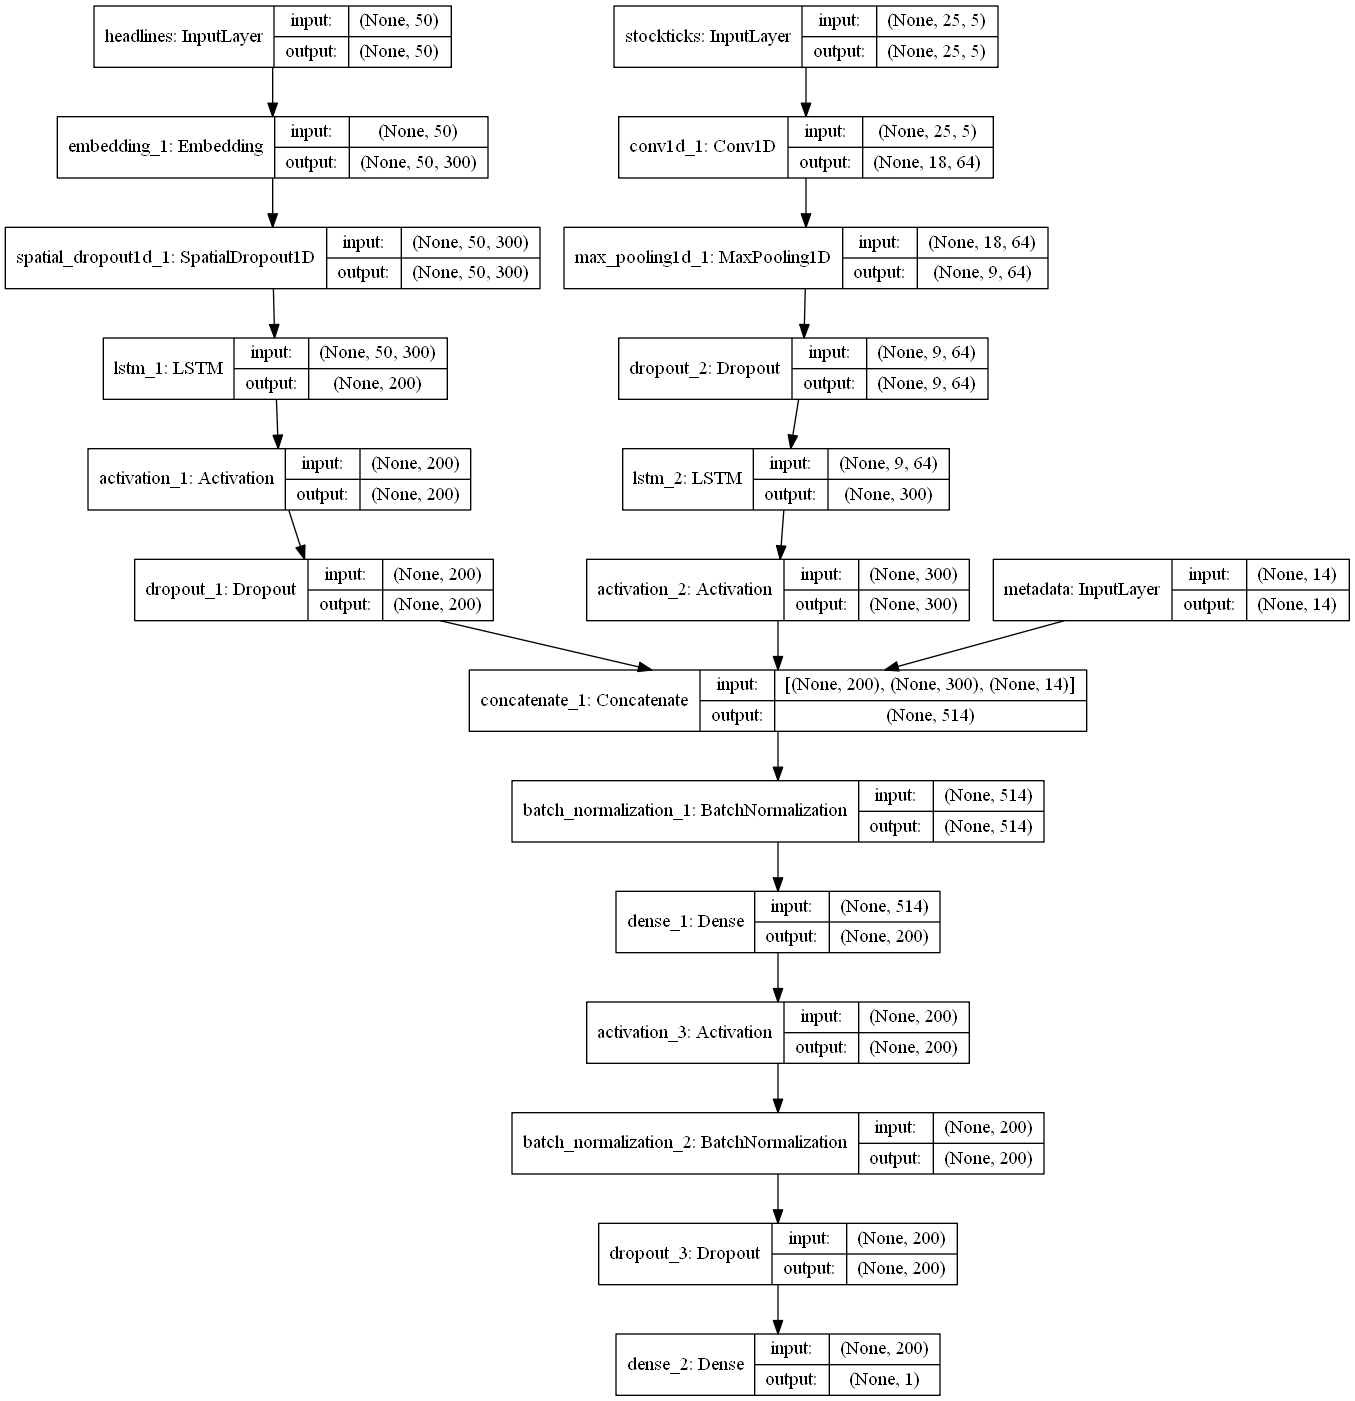 headlines: InputLayer
input: (None, 50)
output: (None, 50)
stockticks: InputLayer
input: (None, 25, 5)
output: (None, 25, 5)
embedding_1: Embedding
input: (None, 50)
output: (None, 50, 300)
conv1d_1: Conv1D
input: (None, 25, 5)
output: (None, 18, 64)
spatial_dropout1d_1: SpatialDropout1D
input: (None, 50, 300)
output: (None, 50, 300)
max_pooling1d_1: MaxPooling1D
input: (None, 18, 64)
output: (None, 9, 64)
lstm_1: LSTM
input: (None, 50, 300)
output: (None, 200)
dropout_2: Dropout
input: (None, 9, 64)
output: (None, 9, 64)
activation_1: Activation
input: (None, 200)
output: (None, 200)
lstm_2: LSTM
input: (None, 9, 64)
output: (None, 300)
dropout_1: Dropout
input: (None, 200)
output: (None, 200)
activation_2: Activation
input: (None, 300)
output: (None, 300)
metadata: InputLayer
input: (None, 14)
output: (None, 14)
concatenate_1: Concatenate
input: [(None, 200), (None, 300), (None, 14)]
output: (None, 514)
batch_normalization_1: BatchNormalization
input: (None, 514)
output: (None, 514)
dense_1: Dense
input: (None, 514)
output: (None, 200)
activation_3: Activation
input: (None, 200)
output: (None, 200)
batch_normalization_2: BatchNormalization
input: (None, 200)
output: (None, 200)
dropout_3: Dropout
input: (None, 200)
output: (None, 200)
dense_2: Dense
input: (None, 200)
output: (None, 1)